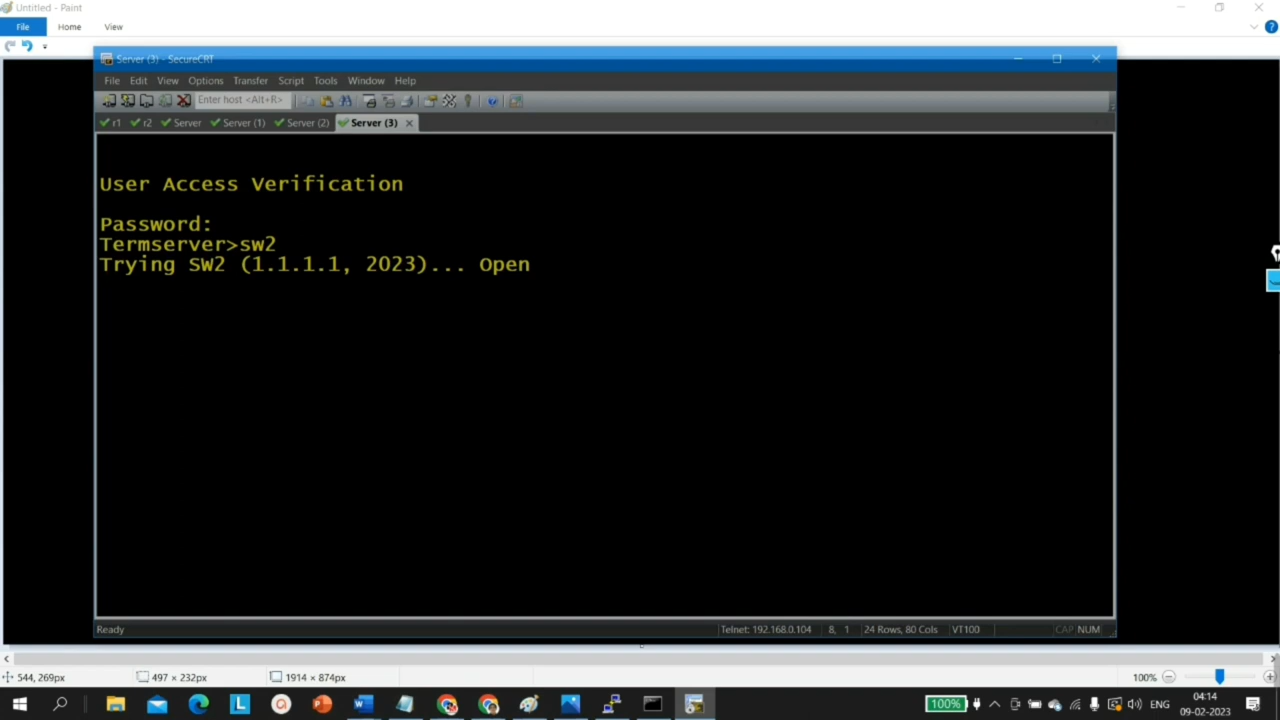 Untitled - Paint
File Home View
Server (3) - SecureCRT
File Edit View Options Transfer Script Tools Window Help
Enter host <Alt+R>
r1 r2 Server Server (1) Server (2) Server (3)
User Access Verification
Password:
Termserver>sw2
Trying SW2 (1.1.1.1, 2023)... Open
Ready Telnet: 192.168.0.104 8, 1 24 Rows, 80 Cols VT100 CAP NUM
544, 269px 497 × 232px 1914 × 874px 100%
100% ENG 04:14
09-02-2023